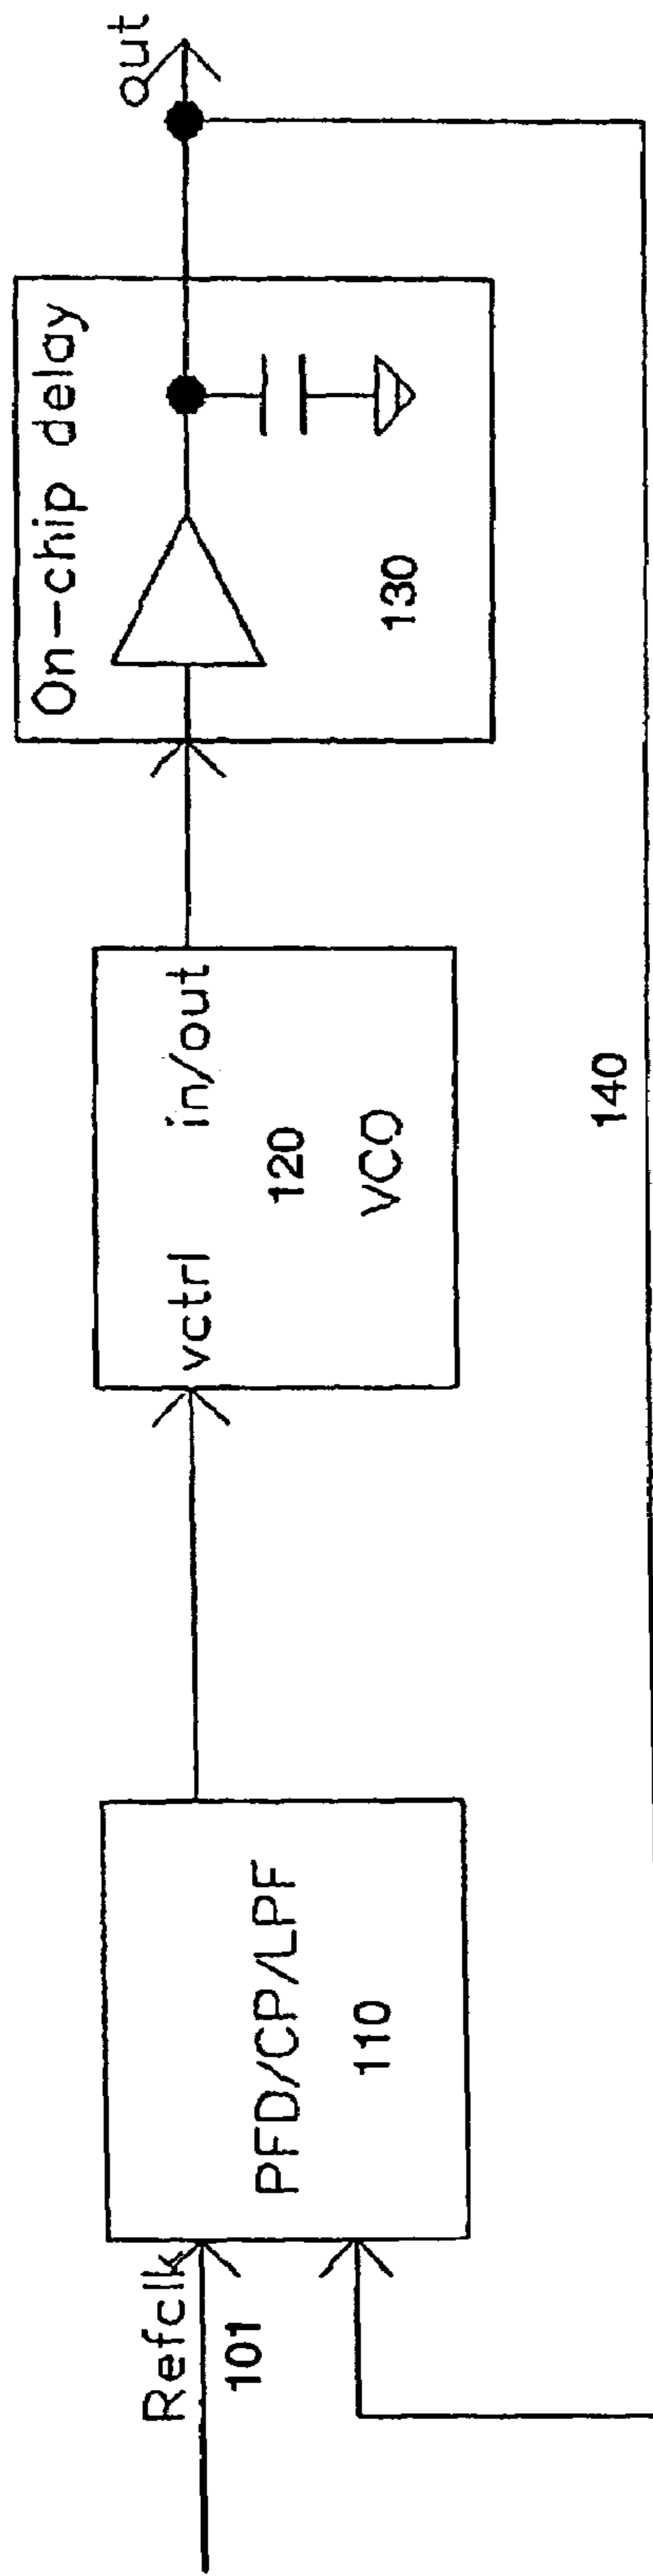 Refclk
101
PFD/CP/LPF
110
vctrl in/out
120
VCO
On-chip delay
130
out
140